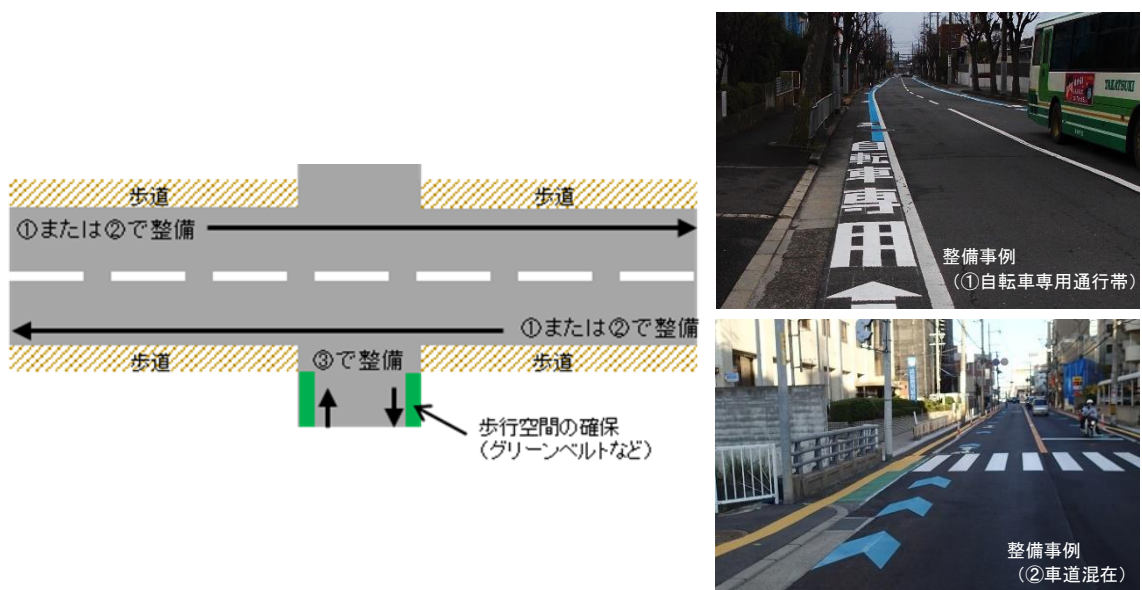 歩道
歩道
①または②で整備
①または②で整備
歩道
③で整備
歩道
歩行空間の確保
(グリーンベルトなど)
TAKATSUKI
自転車専用
整備事例
(①自転車専用通行帯)
整備事例
(②車道混在)